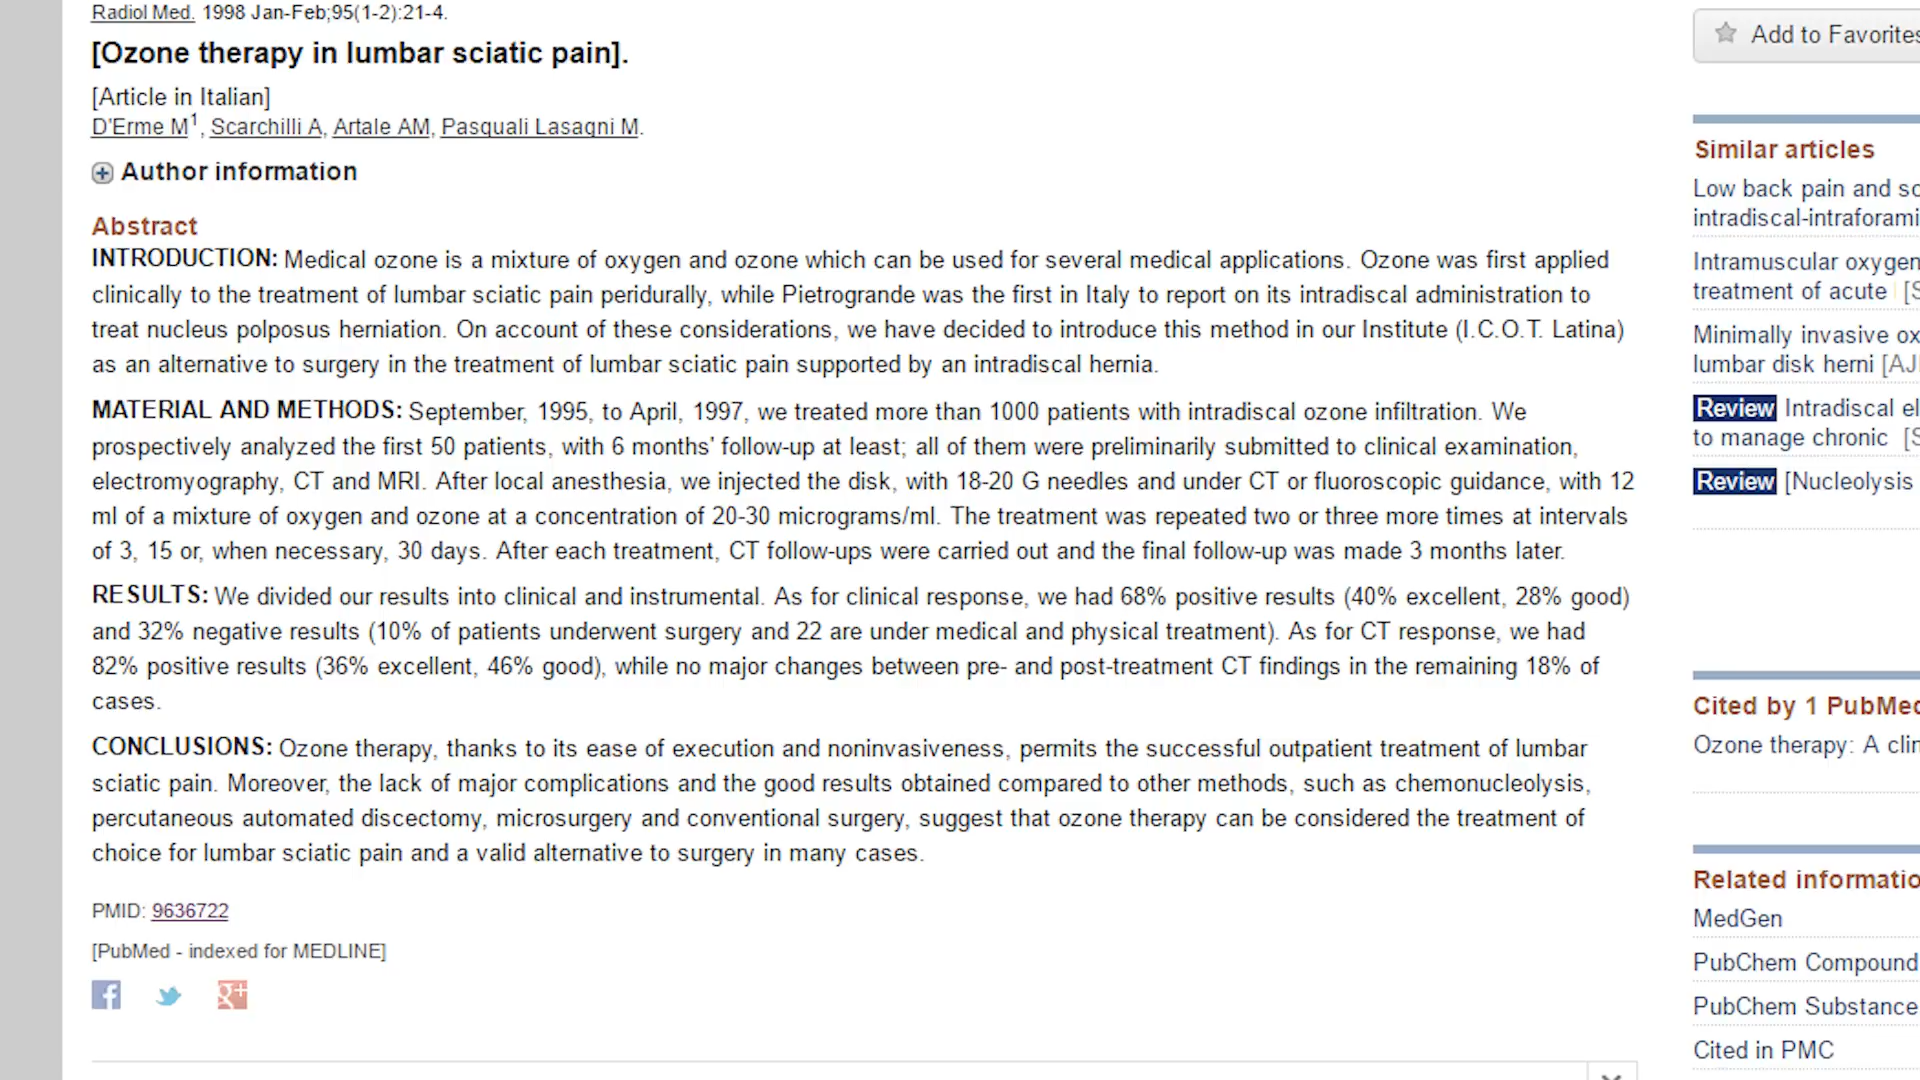 Radiol Med. 1998 Jan-Feb;95(1-2):21-4.
[Ozone therapy in lumbar sciatic pain].
[Article in Italian]
D'Erme M1, Scarchilli A, Artale AM, Pasquali Lasagni M.
Author information
Abstract
INTRODUCTION: Medical ozone is a mixture of oxygen and ozone which can be used for several medical applications. Ozone was first applied
clinically to the treatment of lumbar sciatic pain peridurally, while Pietrogrande was the first in Italy to report on its intradiscal administration to
treat nucleus polposus herniation. On account of these considerations, we have decided to introduce this method in our Institute (I.C.O.T. Latina)
as an alternative to surgery in the treatment of lumbar sciatic pain supported by an intradiscal hernia.
MATERIAL AND METHODS: September, 1995, to April, 1997, we treated more than 1000 patients with intradiscal ozone infiltration. We
prospectively analyzed the first 50 patients, with 6 months' follow-up at least; all of them were preliminarily submitted to clinical examination,
electromyography, CT and MRI. After local anesthesia, we injected the disk, with 18-20 G needles and under CT or fluoroscopic guidance, with 12
ml of a mixture of oxygen and ozone at a concentration of 20-30 micrograms/ml. The treatment was repeated two or three more times at intervals
of 3, 15 or, when necessary, 30 days. After each treatment, CT follow-ups were carried out and the final follow-up was made 3 months later.
RESULTS: We divided our results into clinical and instrumental. As for clinical response, we had 68% positive results (40% excellent, 28% good)
and 32% negative results (10% of patients underwent surgery and 22 are under medical and physical treatment). As for CT response, we had
82% positive results (36% excellent, 46% good), while no major changes between pre- and post-treatment CT findings in the remaining 18% of
cases.
CONCLUSIONS: Ozone therapy, thanks to its ease of execution and noninvasiveness, permits the successful outpatient treatment of lumbar
sciatic pain. Moreover, the lack of major complications and the good results obtained compared to other methods, such as chemonucleolysis,
percutaneous automated discectomy, microsurgery and conventional surgery, suggest that ozone therapy can be considered the treatment of
choice for lumbar sciatic pain and a valid alternative to surgery in many cases.
PMID: 9636722
[PubMed - indexed for MEDLINE]
Add to Favorites
Similar articles
Low back pain and
intradiscal-intraforami
Intramuscular oxygen
treatment of acute [S
Minimally invasive ox
lumbar disk herni [AJ
Review Intradiscal el
to manage chronic [S
Review [Nucleolysis
Cited by 1 PubMed
Ozone therapy: A clin
Related informatio
MedGen
PubChem Compound
PubChem Substance
Cited in PMC